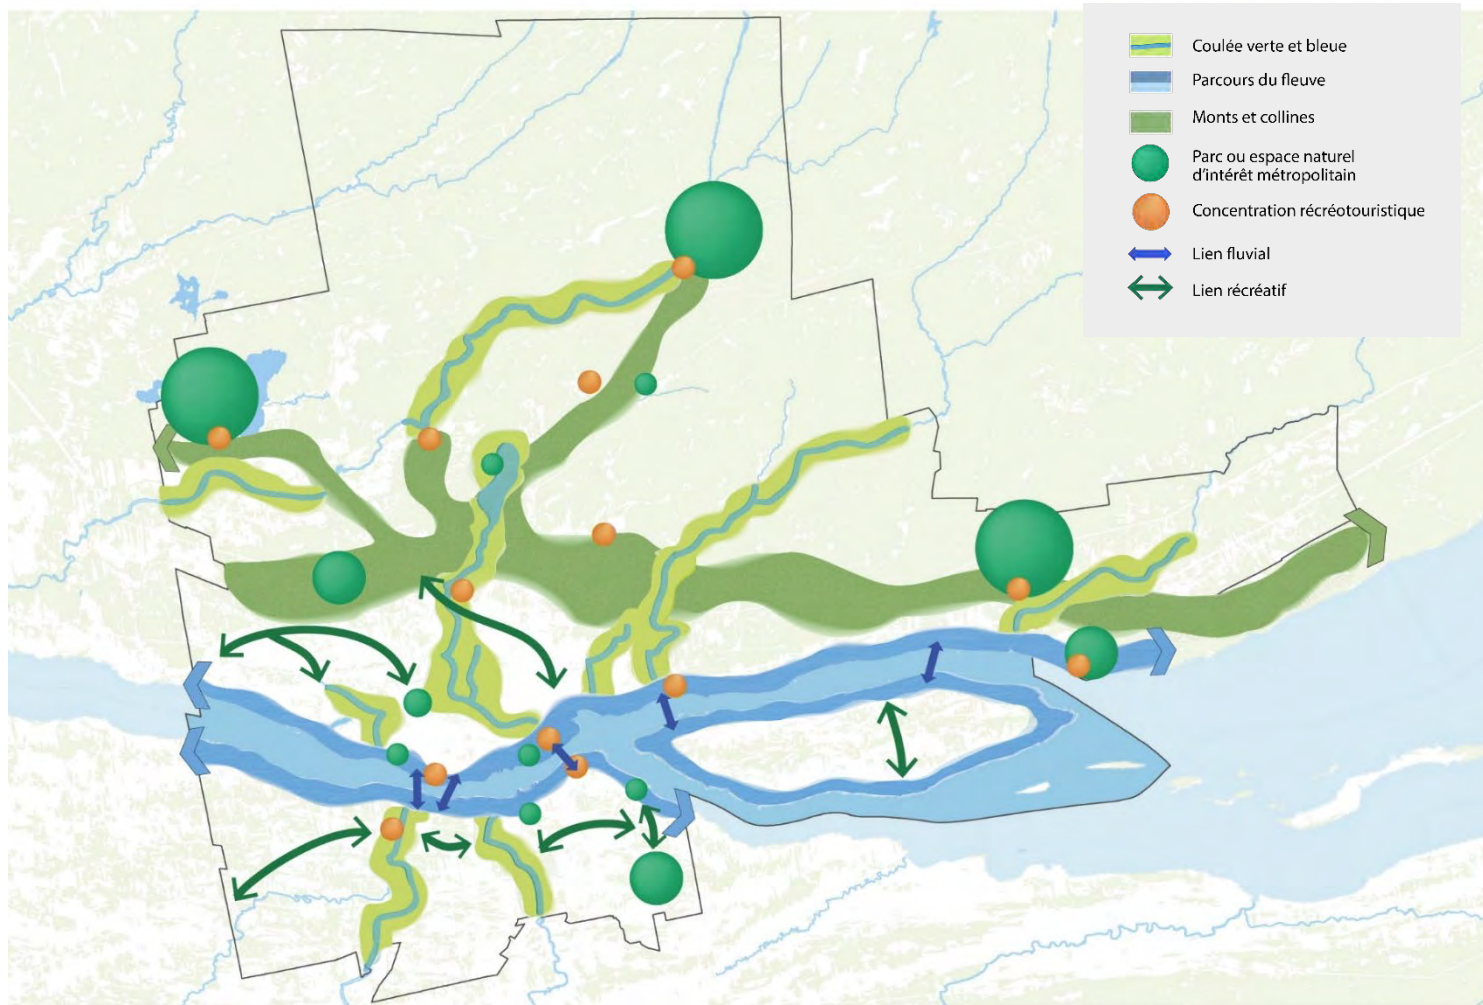 Coulée verte et bleue
Parcours du fleuve
Monts et collines
Parc ou espace naturel
d'intérêt métropolitain
Concentration récréotouristique
Lien fluvial
Lien récréatif